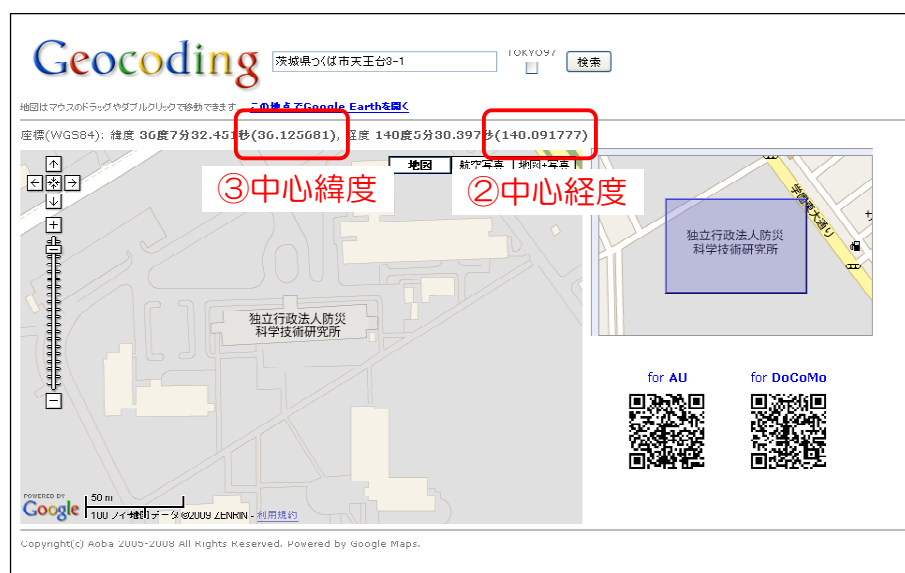 Geocoding
茨城県つくば市天王台3-1
TOKYO97
検索
地図はマウスのドラッグやダブルクリックで移動できます
この地点でGoogle Earthを開く
座標(WGS84): 緯度 36度7分32.451秒(36.125681), 経度 140度5分30.397秒(140.091777)
地図
航空写真
地図+写真
③中心緯度
②中心経度
独立行政法人防災
科学技術研究所
学園東大通り
独立行政法人防災
科学技術研究所
for AU
for DoCoMo
POWERED BY
Google
50 m
地図データ ©2009 ZENRIN - 利用規約
Copyright(c) Aoba 2005-2008 All Rights Reserved. Powered by Google Maps.